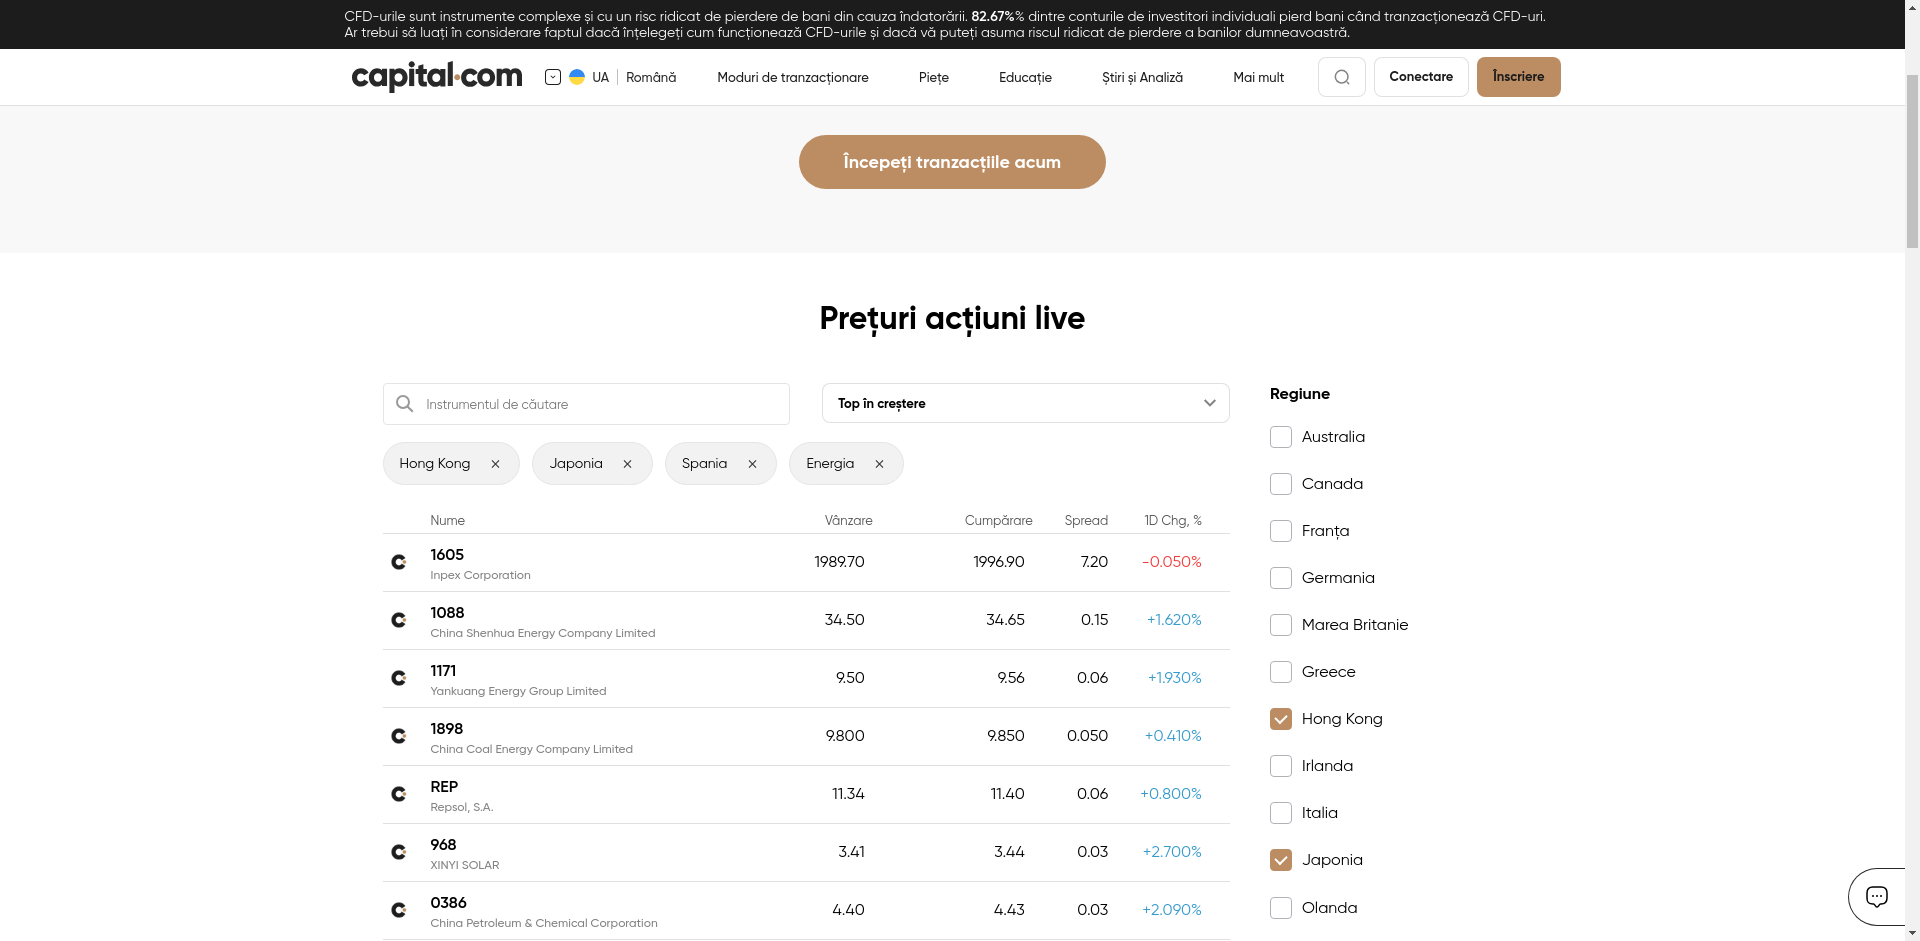 CFD-urile sunt instrumente complexe și cu un risc ridicat de pierdere de bani din cauza îndatorării. 82.67%% dintre conturile de investitori individuali pierd bani când tranzacționează CFD-uri.
Ar trebui să luați în considerare faptul dacă înțelegeți cum funcționează CFD-urile și dacă vă puteți asuma riscul ridicat de pierdere a banilor dumneavoastră.
capital.com UA Română Moduri de tranzacționare Piețe Educație Știri și Analiză Mai mult Conectare Înscriere
Începeți tranzacțiile acum
Prețuri acțiuni live
Instrumentul de căutare Top în creștere
Hong Kong Japonia Spania Energia
Nume Vânzare Cumpărare Spread 1D Chg, %
1605 1989.70 1996.90 7.20 -0.050%
Inpex Corporation
1088 34.50 34.65 0.15 +1.620%
China Shenhua Energy Company Limited
1171 9.50 9.56 0.06 +1.930%
Yankuang Energy Group Limited
1898 9.800 9.850 0.050 +0.410%
China Coal Energy Company Limited
REP 11.34 11.40 0.06 +0.800%
Repsol, S.A.
968 3.41 3.44 0.03 +2.700%
XINYI SOLAR
0386 4.40 4.43 0.03 +2.090%
China Petroleum & Chemical Corporation
Regiune
Australia
Canada
Franța
Germania
Marea Britanie
Greece
Hong Kong
Irlanda
Italia
Japonia
Olanda